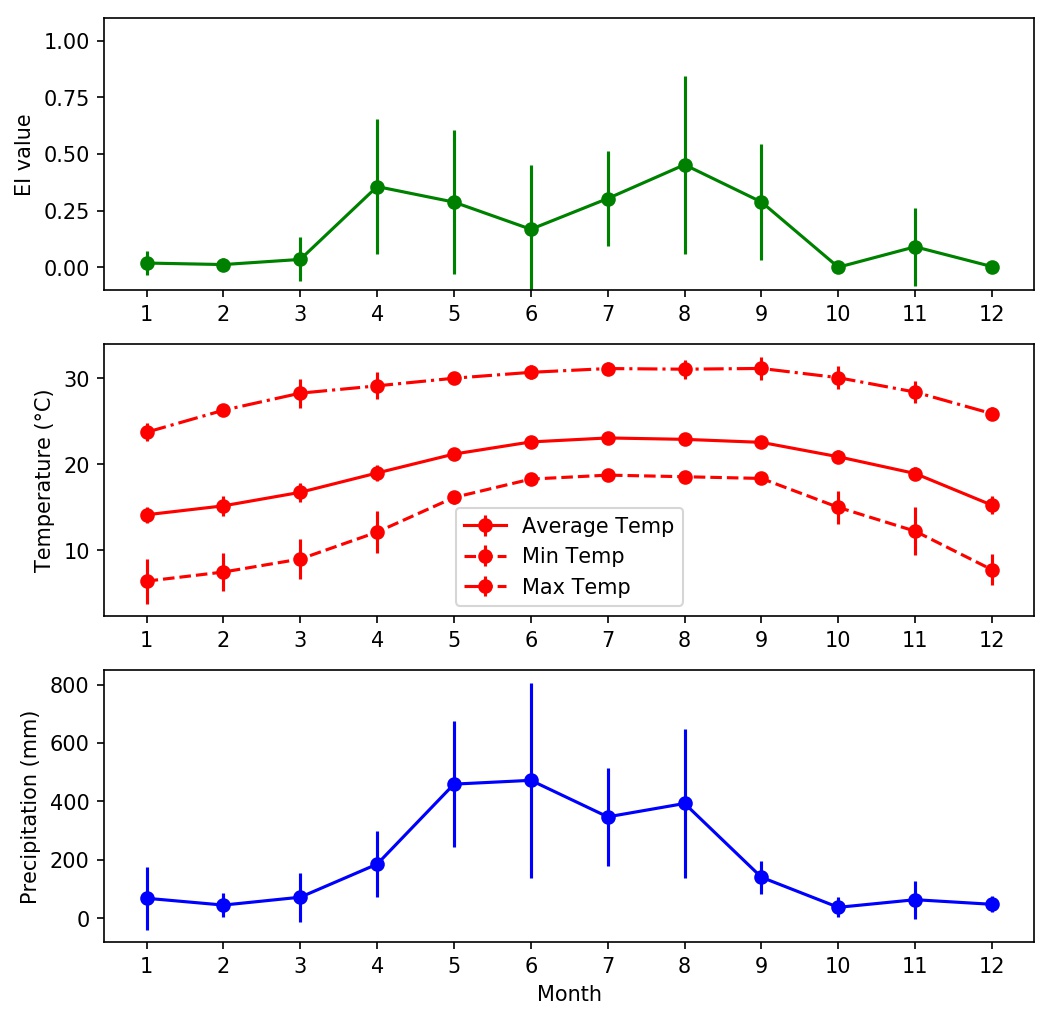 1.00
0.75
0.50
0.25
0.00
EI value
1 2 3 4 5 6 7 8 9 10 11 12
30
20
10
Temperature (°C)
Average Temp
Min Temp
Max Temp
1 2 3 4 5 6 7 8 9 10 11 12
800
600
400
200
0
Precipitation (mm)
1 2 3 4 5 6 7 8 9 10 11 12
Month